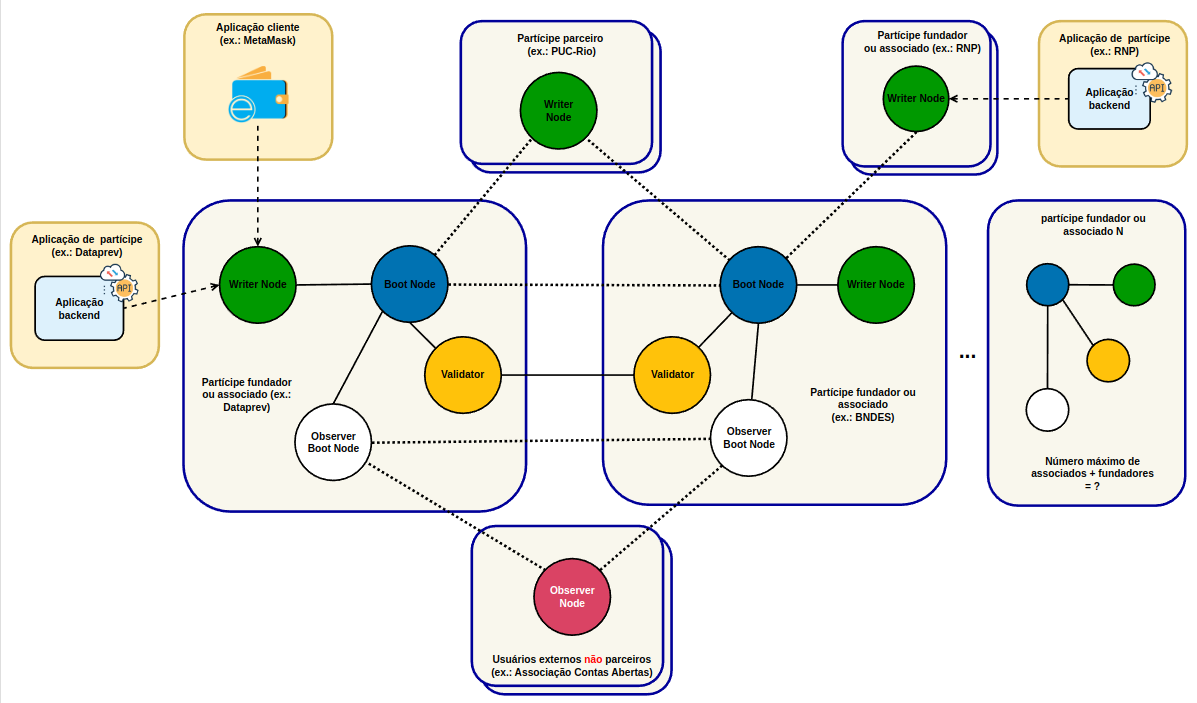 Aplicação cliente
(ex.: MetaMask)
Partícipe parceiro
(ex.: PUC-Rio)
Writer
Node
Partícipe fundador
ou associado (ex.: RNP)
Writer Node
Aplicação de partícipe
(ex.: RNP)
Aplicação
backend
API
Aplicação de partícipe
(ex.: Dataprev)
Aplicação
backend
API
Writer Node
Boot Node
Validator
Observer
Boot Node
Partícipe fundador
ou associado (ex.:
Dataprev)
Boot Node
Writer Node
Validator
Observer
Boot Node
Partícipe fundador ou
associado
(ex.: BNDES)
...
partícipe fundador ou
associado N
Número máximo de
associados + fundadores
= ?
Observer
Node
Usuários externos não parceiros
(ex.: Associação Contas Abertas)